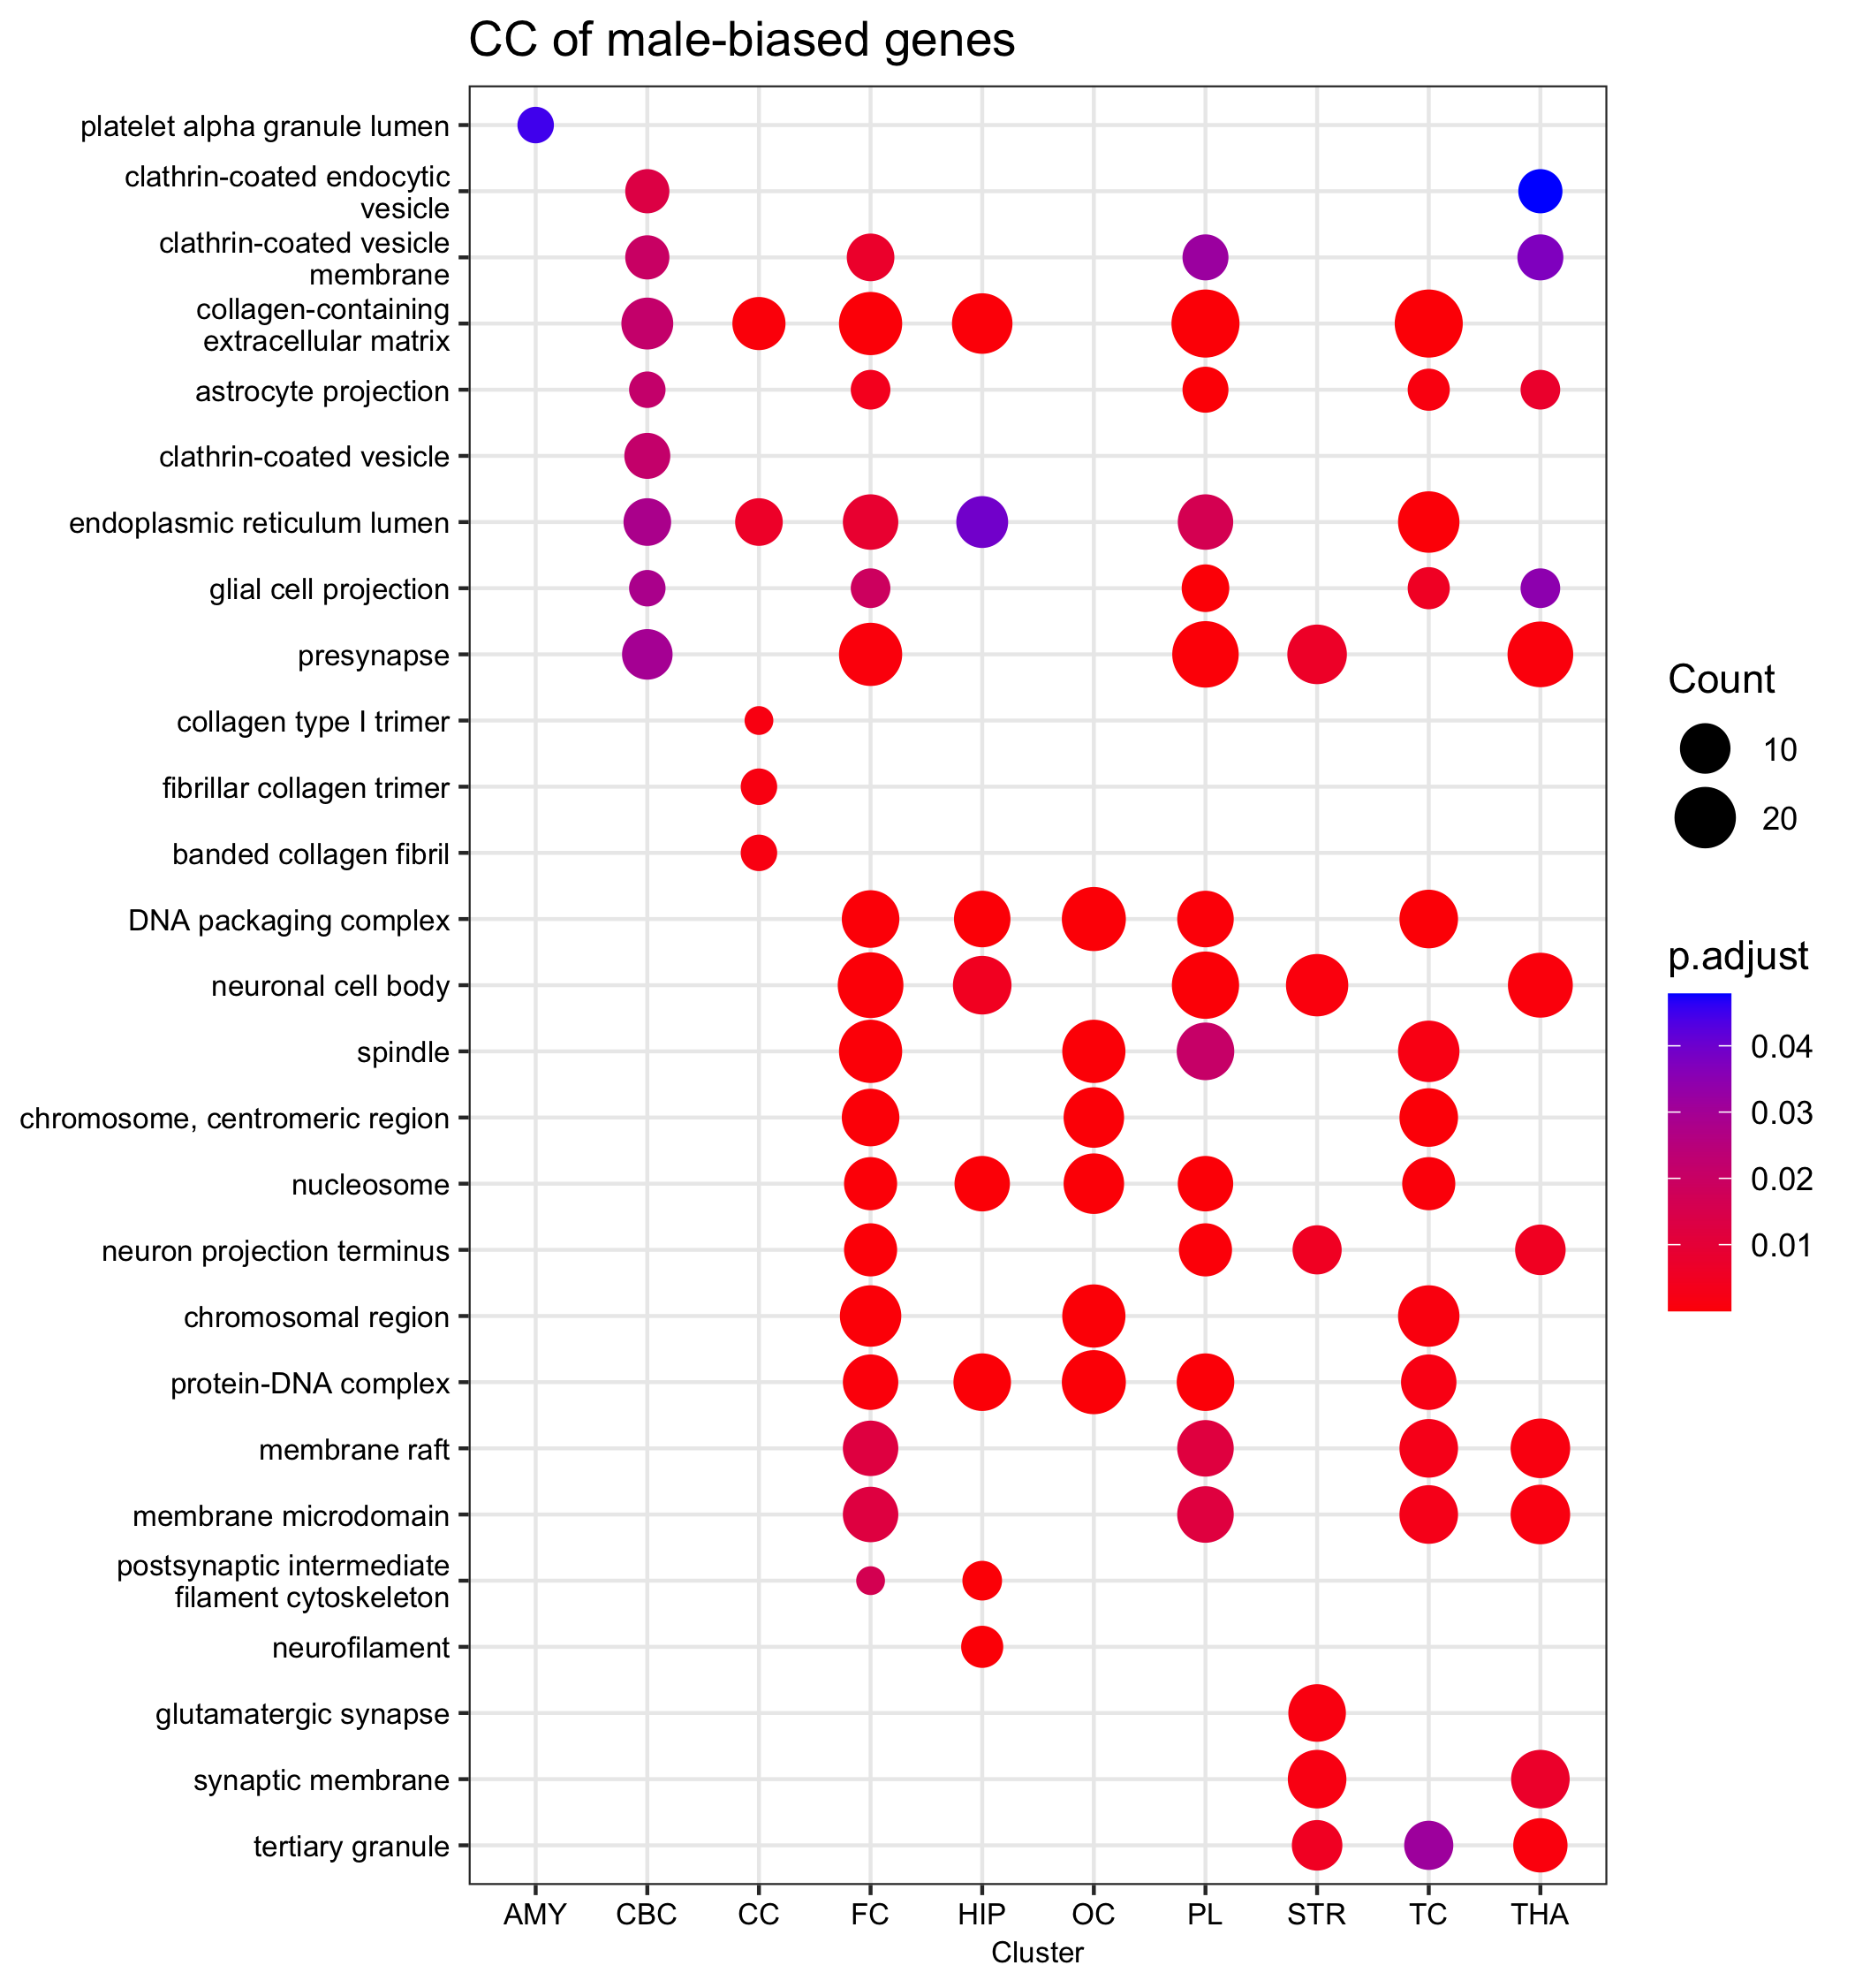 CC of male-biased genes
platelet alpha granule lumen
clathrin-coated endocytic
vesicle
clathrin-coated vesicle
membrane
collagen-containing
extracellular matrix
astrocyte projection
clathrin-coated vesicle
endoplasmic reticulum lumen
glial cell projection
presynapse
collagen type I trimer
fibrillar collagen trimer
banded collagen fibril
DNA packaging complex
neuronal cell body
spindle
chromosome, centromeric region
nucleosome
neuron projection terminus
chromosomal region
protein-DNA complex
membrane raft
membrane microdomain
postsynaptic intermediate
filament cytoskeleton
neurofilament
glutamatergic synapse
synaptic membrane
tertiary granule
AMY CBC CC FC HIP OC PL STR TC THA
Cluster
Count
10
20
p.adjust
0.04
0.03
0.02
0.01